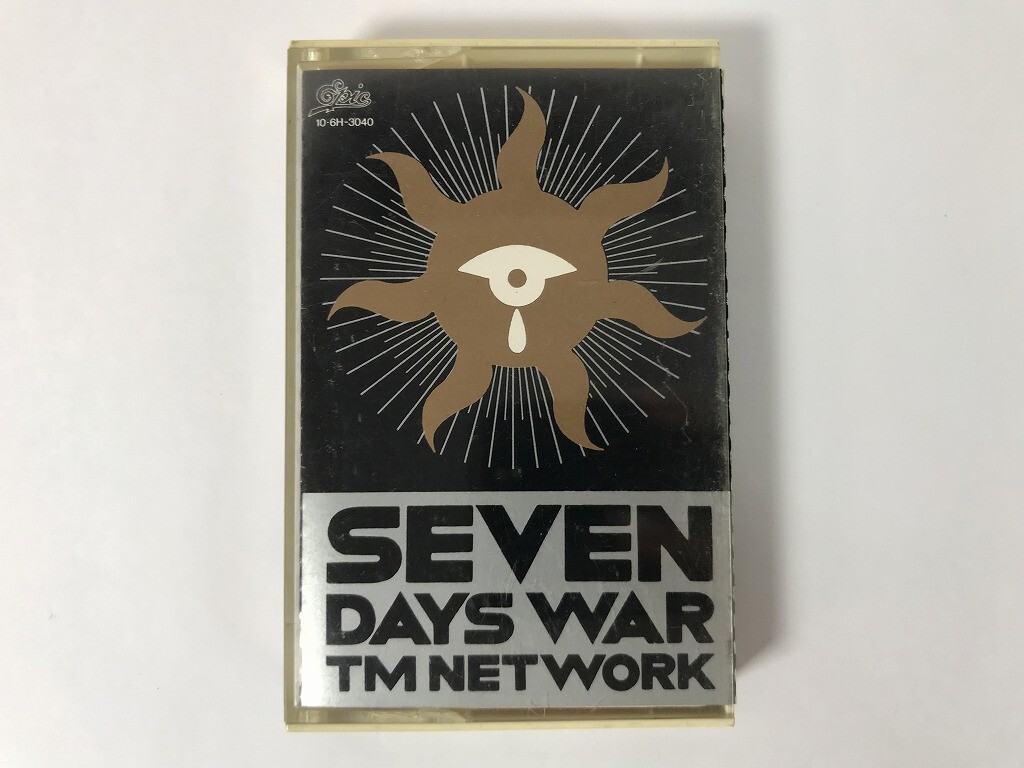 Epic
10·6H-3040
SEVEN
DAYS WAR
TM NETWORK